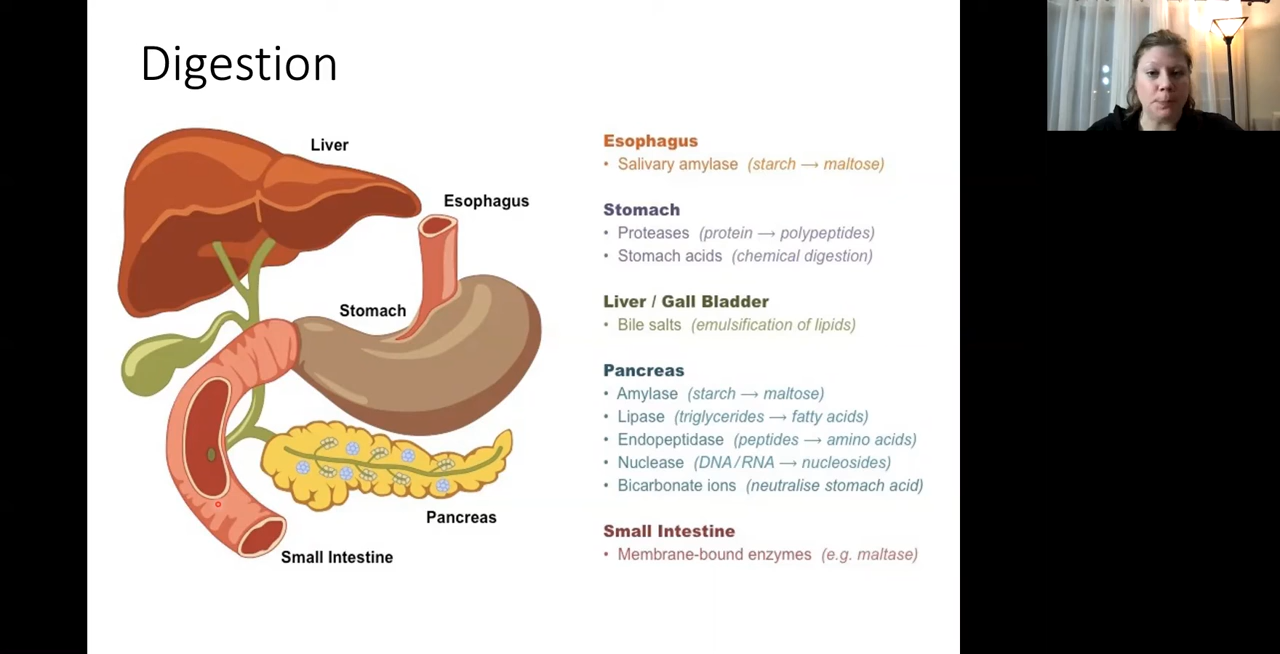 Digestion
Liver
Esophagus
Stomach
Pancreas
Small Intestine
Esophagus
• Salivary amylase (starch → maltose)
Stomach
• Proteases (protein → polypeptides)
• Stomach acids (chemical digestion)
Liver / Gall Bladder
• Bile salts (emulsification of lipids)
Pancreas
• Amylase (starch → maltose)
• Lipase (triglycerides → fatty acids)
• Endopeptidase (peptides → amino acids)
• Nuclease (DNA/RNA → nucleosides)
• Bicarbonate ions (neutralise stomach acid)
Small Intestine
• Membrane-bound enzymes (e.g. maltase)